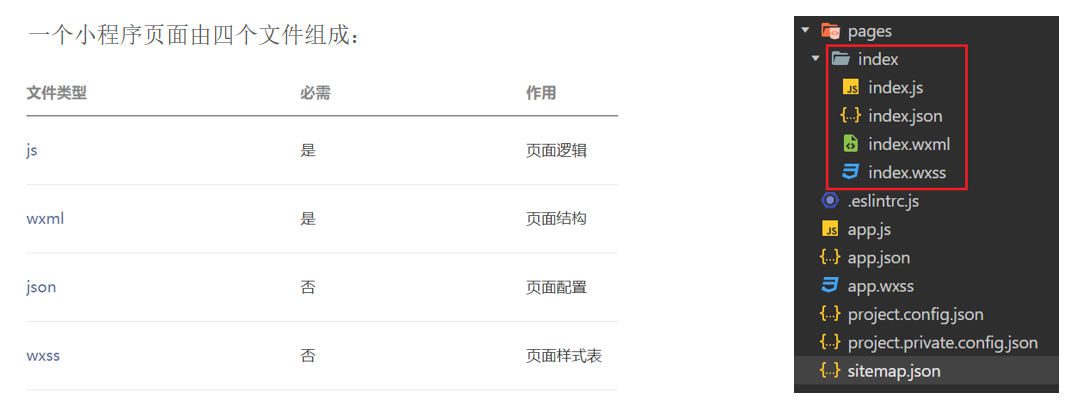 一个小程序页面由四个文件组成：
文件类型 必需 作用
js 是 页面逻辑
wxml 是 页面结构
json 否 页面配置
wxss 否 页面样式表
pages
index
JS index.js
{..} index.json
index.wxml
index.wxss
.eslintrc.js
JS app.js
{..} app.json
app.wxss
{..} project.config.json
{..} project.private.config.json
{..} sitemap.json